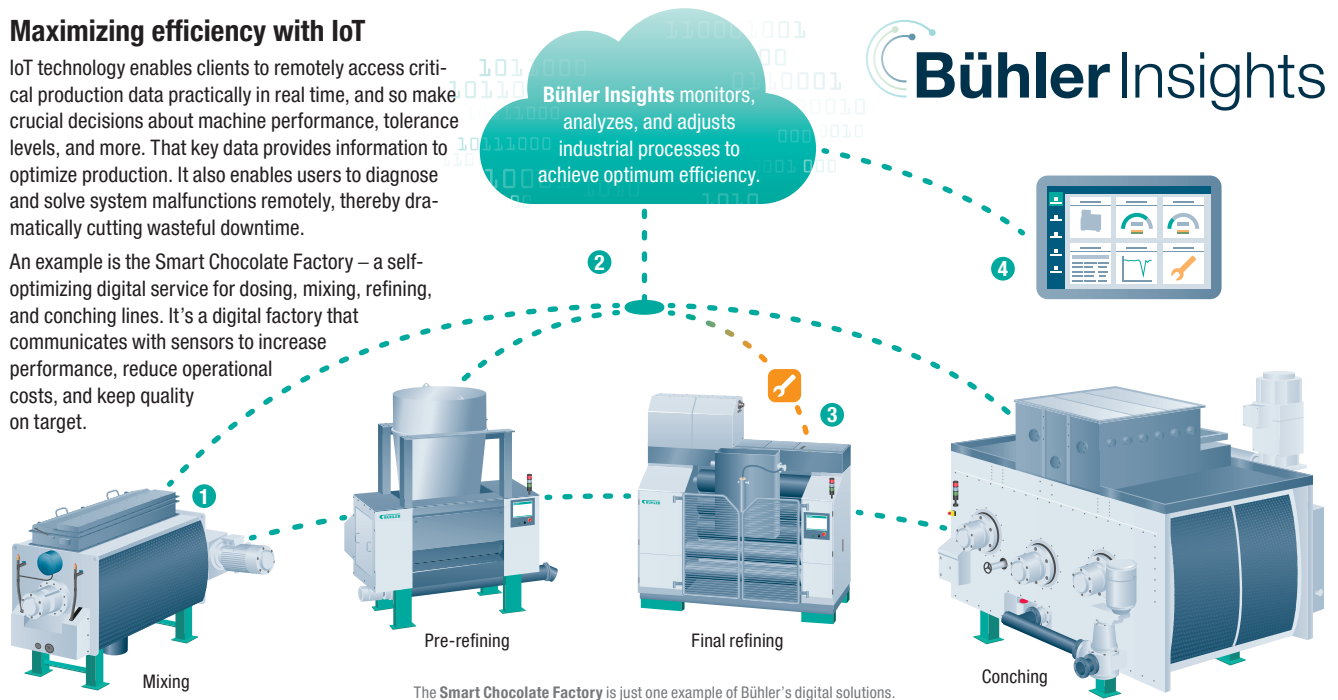 Maximizing efficiency with IoT
IoT technology enables clients to remotely access criti-
cal production data practically in real time, and so make
crucial decisions about machine performance, tolerance
levels, and more. That key data provides information to
optimize production. It also enables users to diagnose
and solve system malfunctions remotely, thereby dra-
matically cutting wasteful downtime.
An example is the Smart Chocolate Factory – a self-
optimizing digital service for dosing, mixing, refining,
and conching lines. It’s a digital factory that
communicates with sensors to increase
performance, reduce operational
costs, and keep quality
on target.
Bühler Insights monitors,
analyzes, and adjusts
industrial processes to
achieve optimum efficiency.
Bühler Insights
2
4
3
1
BÜHLER
Mixing
Pre-refining
Final refining
Conching
The Smart Chocolate Factory is just one example of Bühler’s digital solutions.